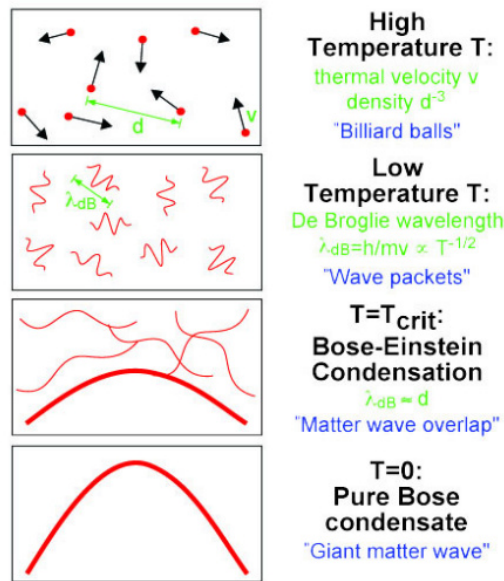 High
Temperature T:
thermal velocity v
density d⁻³
"Billiard balls"
d
v
Low
Temperature T:
De Broglie wavelength
λdB=h/mv ∝ T⁻¹/²
"Wave packets"
λdB
T=Tcrit:
Bose-Einstein
Condensation
λdB ≈ d
"Matter wave overlap"
T=0:
Pure Bose
condensate
"Giant matter wave"